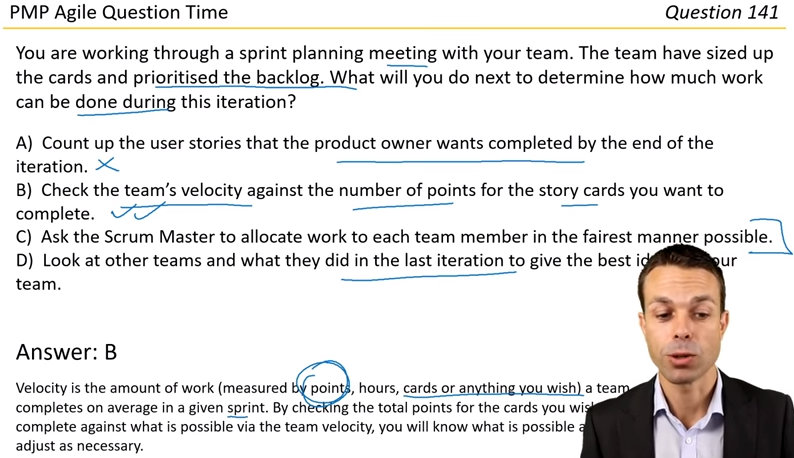 PMP Agile Question Time
Question 141
You are working through a sprint planning meeting with your team. The team have sized up
the cards and prioritised the backlog. What will you do next to determine how much work
can be done during this iteration?
A) Count up the user stories that the product owner wants completed by the end of the
iteration.
B) Check the team’s velocity against the number of points for the story cards you want to
complete.
C) Ask the Scrum Master to allocate work to each team member in the fairest manner possible.
D) Look at other teams and what they did in the last iteration to give the best
team.
Answer: B
Velocity is the amount of work (measured by points, hours, cards or anything you wish) a team
completes on average in a given sprint. By checking the total points for the cards you
complete against what is possible via the team velocity, you will know what is possible
adjust as necessary.